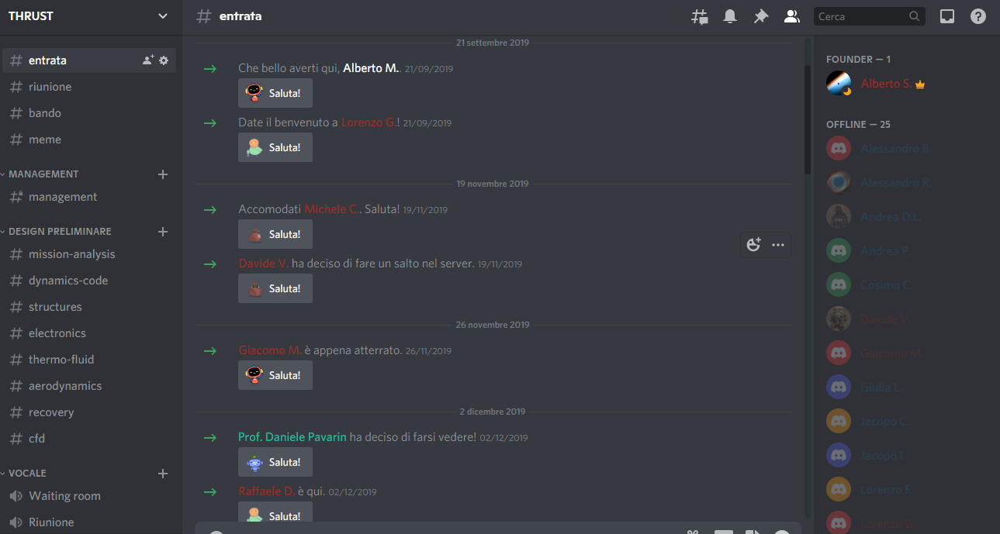 THRUST
entrata
riunione
bando
meme
MANAGEMENT
management
DESIGN PRELIMINARE
mission-analysis
dynamics-code
structures
electronics
thermo-fluid
aerodynamics
recovery
cfd
VOCALE
Waiting room
Riunione
entrata
Cerca
21 settembre 2019
Che bello averti qui, Alberto M.. 21/09/2019
Saluta!
Date il benvenuto a Lorenzo G.! 21/09/2019
Saluta!
19 novembre 2019
Accomodati Michele C.. Saluta! 19/11/2019
Saluta!
Davide V. ha deciso di fare un salto nel server. 19/11/2019
Saluta!
26 novembre 2019
Giacomo M. è appena atterrato. 26/11/2019
Saluta!
2 dicembre 2019
Prof. Daniele Pavarin ha deciso di farsi vedere! 02/12/2019
Saluta!
Raffaele D. è qui. 02/12/2019
Saluta!
FOUNDER — 1
Alberto S.
OFFLINE — 25
Alessandro B.
Alessandro R.
Andrea D.L.
Andrea P.
Cosimo C.
Davide V.
Giacomo M.
Giulia L.
Jacopo C.
Jacopo I.
Lorenzo F.
Lorenzo G.